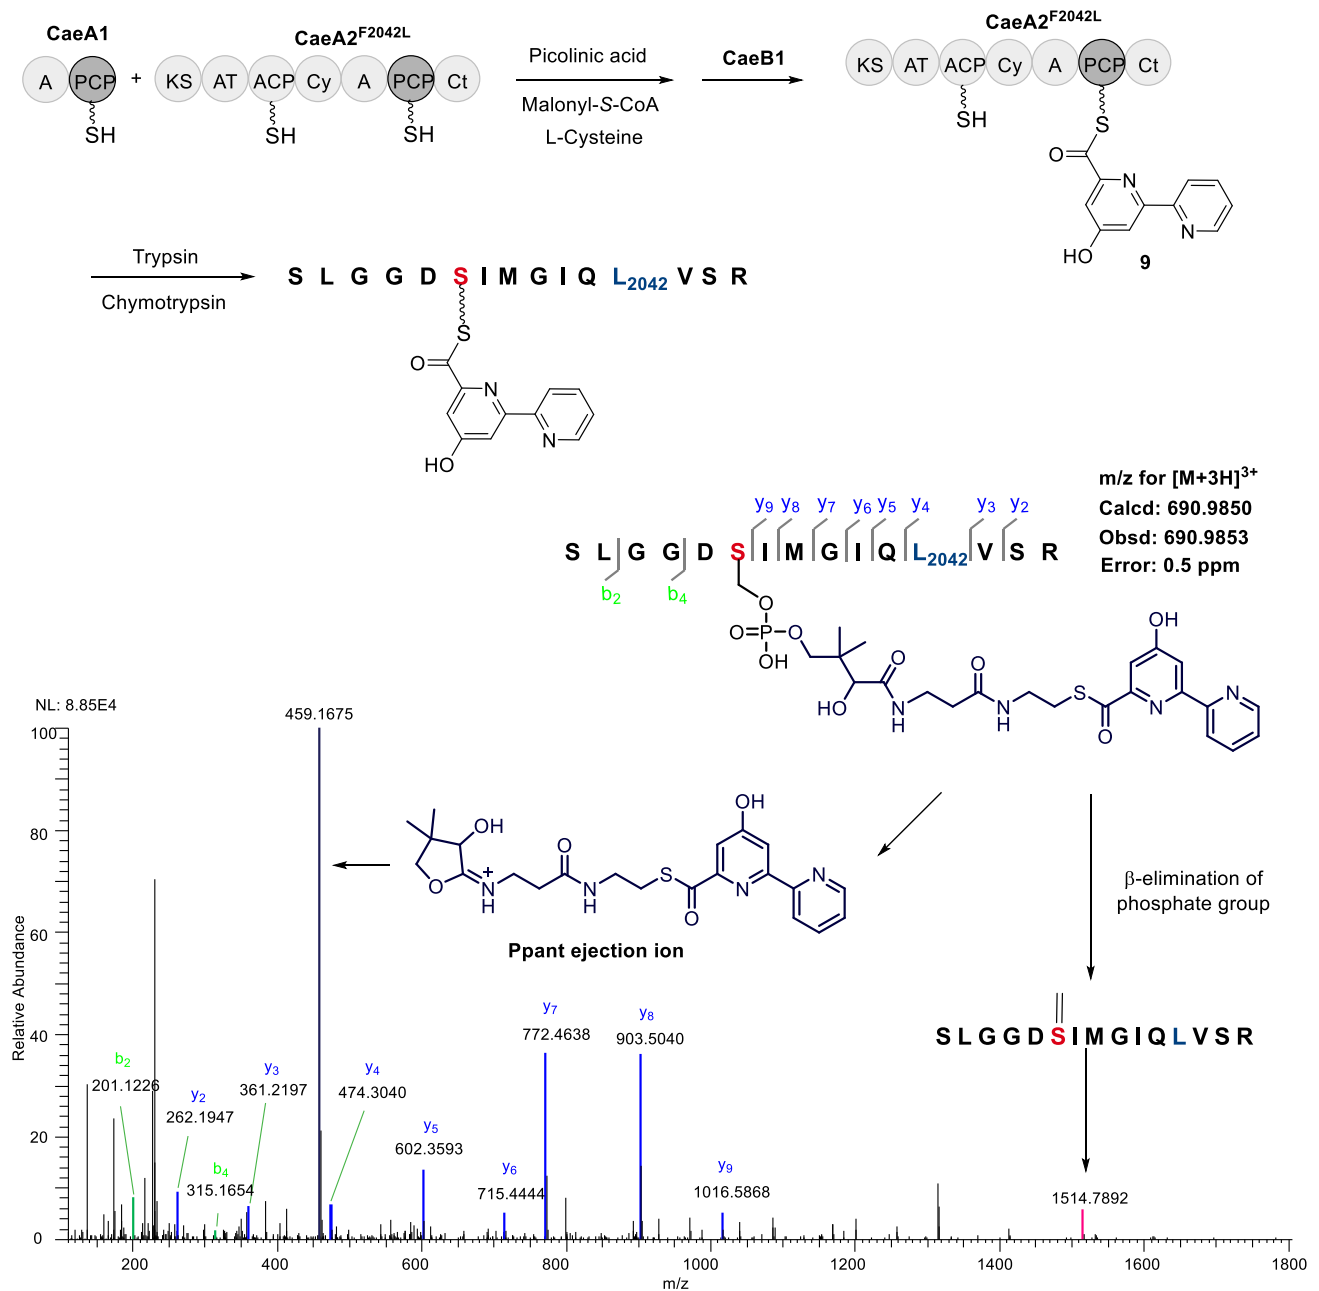 CaeA1
A PCP
SH
+
CaeA2^F2042L
KS AT ACP Cy A PCP Ct
SH SH
Picolinic acid
Malonyl-S-CoA
L-Cysteine
CaeB1
CaeA2^F2042L
KS AT ACP Cy A PCP Ct
SH
S
O
N
N
HO
9
Trypsin
Chymotrypsin
S L G G D S I M G I Q L2042 V S R
S
O
N
N
HO
m/z for [M+3H]3+
Calcd: 690.9850
Obsd: 690.9853
Error: 0.5 ppm
y9 y8 y7 y6 y5 y4 y3 y2
S L G G D S I M G I Q L2042 V S R
b2 b4
O
O=P-O
OH
HO
O
N
H
O
N
H
S
O
OH
N
N
NL: 8.85E4
459.1675
OH
O
N
H
+
O
N
H
S
O
OH
N
N
Ppant ejection ion
β-elimination of
phosphate group
S L G G D S I M G I Q L V S R
Relative Abundance
100
80
60
40
20
0
b2
201.1226
y2
262.1947
b4
315.1654
y3
361.2197
y4
474.3040
y5
602.3593
y6
715.4444
y7
772.4638
y8
903.5040
y9
1016.5868
1514.7892
200 400 600 800 1000 1200 1400 1600 1800
m/z